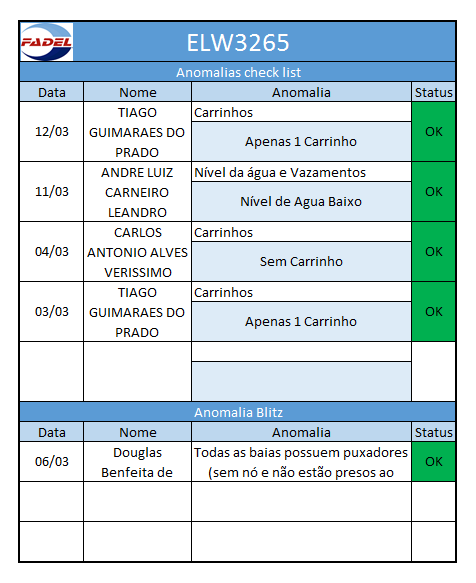 FADEL
ELW3265
Anomalias check list
Data Nome Anomalia Status
12/03
TIAGO
GUIMARAES DO
PRADO
Carrinhos
Apenas 1 Carrinho
OK
11/03
ANDRE LUIZ
CARNEIRO
LEANDRO
Nível da água e Vazamentos
Nível de Agua Baixo
OK
04/03
CARLOS
ANTONIO ALVES
VERISSIMO
Carrinhos
Sem Carrinho
OK
03/03
TIAGO
GUIMARAES DO
PRADO
Carrinhos
Apenas 1 Carrinho
OK
Anomalia Blitz
Data Nome Anomalia Status
06/03
Douglas
Benfeita de
Todas as baias possuem puxadores
(sem nó e não estão presos ao
OK